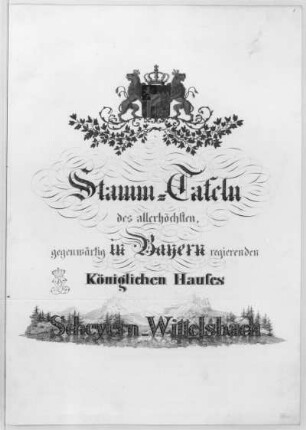 Stamm-Tafeln
des allerhöchsten,
gegenwärtig in Bayern regierenden
Königlichen Hauses
Scheyern-Wittelsbach